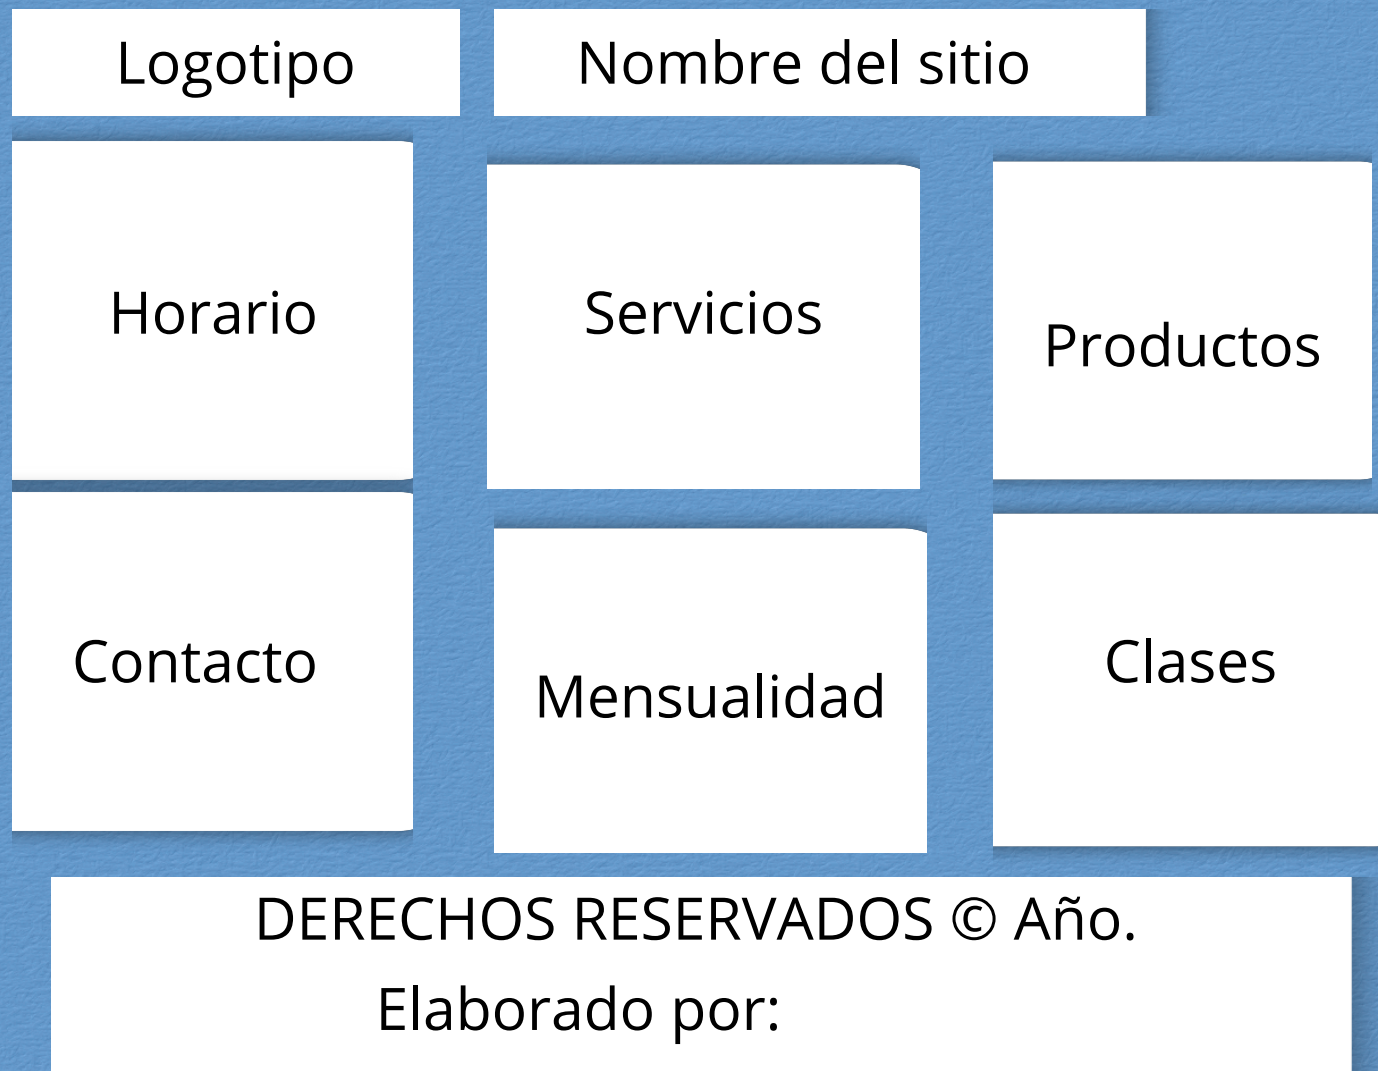 Logotipo
Nombre del sitio
Horario
Servicios
Productos
Contacto
Mensualidad
Clases
DERECHOS RESERVADOS © Año.
Elaborado por: